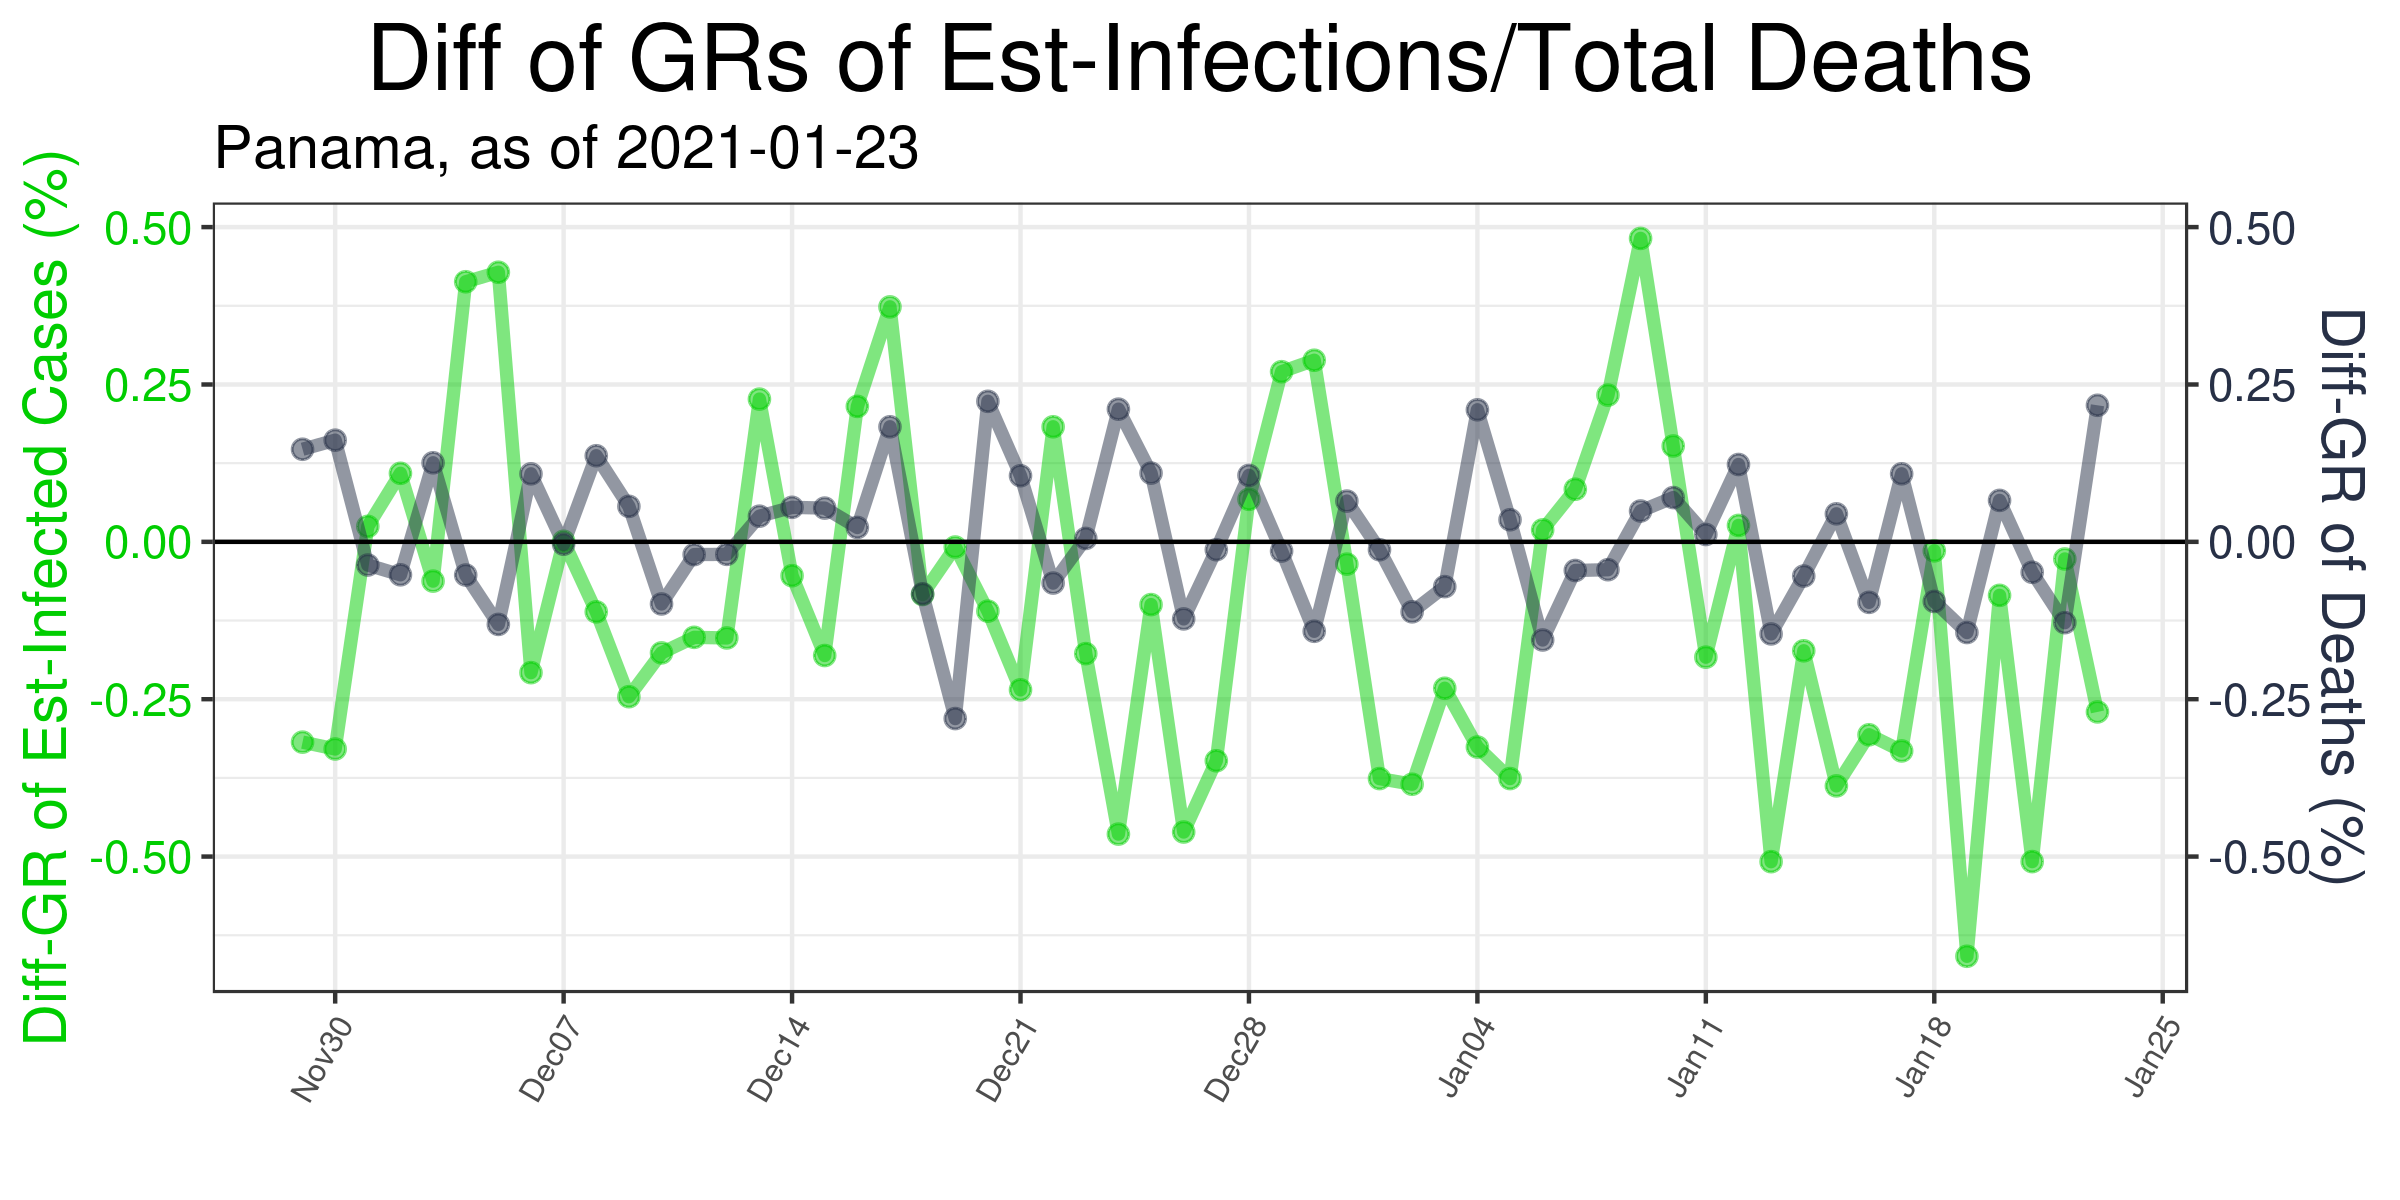 Diff of GRs of Est-Infections/Total Deaths
Panama, as of 2021-01-23
Diff-GR of Est-Infected Cases (%)
0.50
0.25
0.00
-0.25
-0.50
0.50
0.25
0.00
-0.25
-0.50
Diff-GR of Deaths (%)
Nov30
Dec07
Dec14
Dec21
Dec28
Jan04
Jan11
Jan18
Jan25